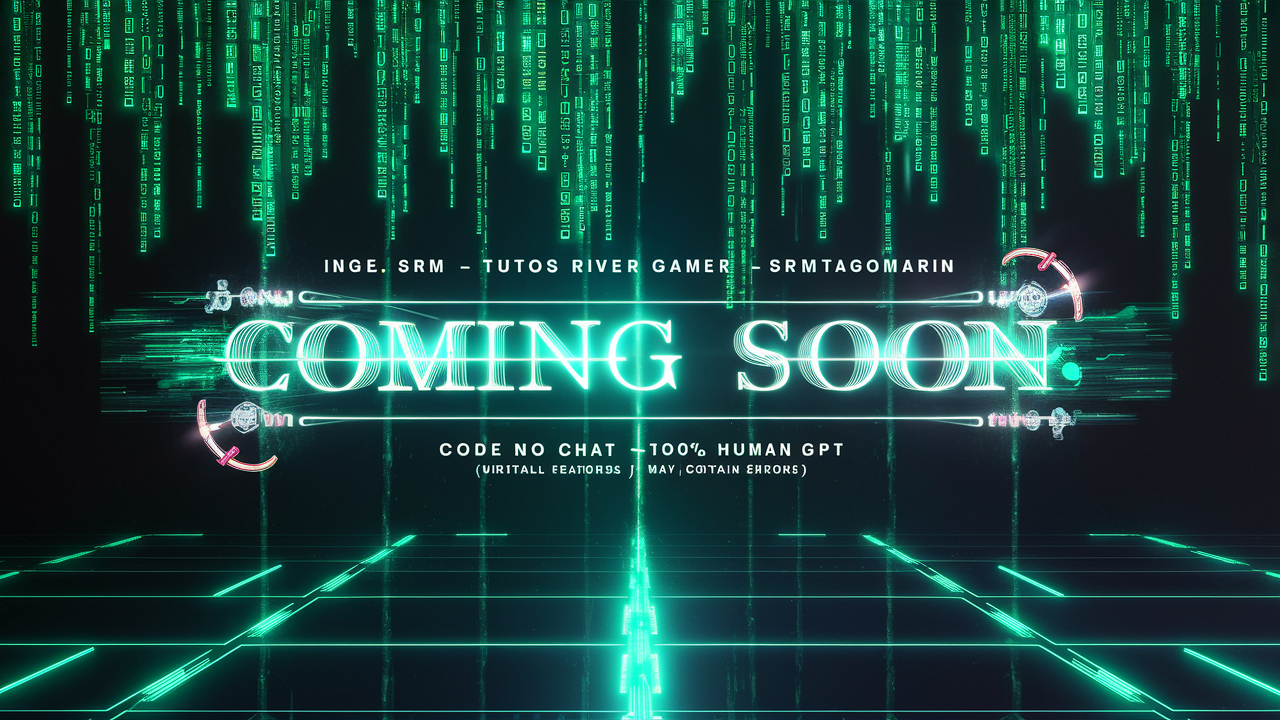 INGE. SRM – TUTOS RIVER GAMER – SRMTAGOMARIN
COMING SOON
CODE NO CHAT – 100% HUMAN GPT
MAY